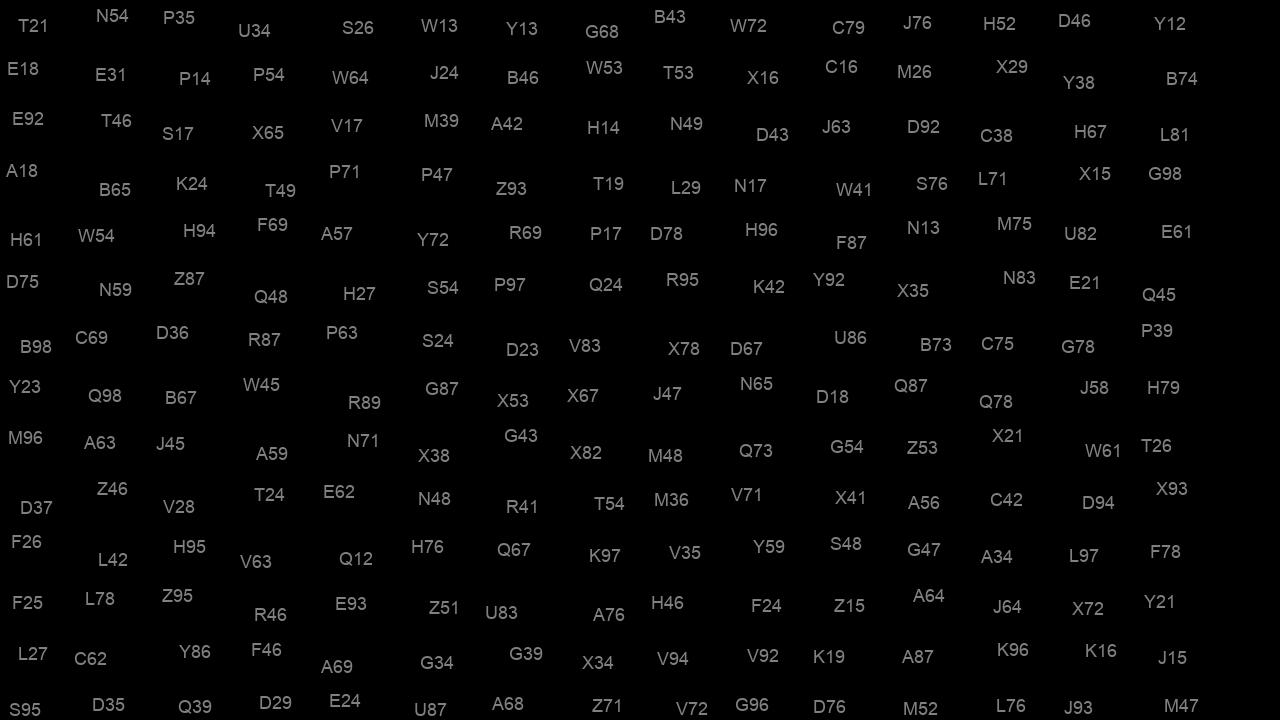 T21 N54 P35 U34 S26 W13 Y13 G68 B43 W72 C79 J76 H52 D46 Y12
E18 E31 P14 P54 W64 J24 B46 W53 T53 X16 C16 M26 X29 Y38 B74
E92 T46 S17 X65 V17 M39 A42 H14 N49 D43 J63 D92 C38 H67 L81
A18 B65 K24 T49 P71 P47 Z93 T19 L29 N17 W41 S76 L71 X15 G98
H61 W54 H94 F69 A57 Y72 R69 P17 D78 H96 F87 N13 M75 U82 E61
D75 N59 Z87 Q48 H27 S54 P97 Q24 R95 K42 Y92 X35 N83 E21 Q45
B98 C69 D36 R87 P63 S24 D23 V83 X78 D67 U86 B73 C75 G78 P39
Y23 Q98 B67 W45 R89 G87 X53 X67 J47 N65 D18 Q87 Q78 J58 H79
M96 A63 J45 A59 N71 X38 G43 X82 M48 Q73 G54 Z53 X21 W61 T26
D37 Z46 V28 T24 E62 N48 R41 T54 M36 V71 X41 A56 C42 D94 X93
F26 L42 H95 V63 Q12 H76 Q67 K97 V35 Y59 S48 G47 A34 L97 F78
F25 L78 Z95 R46 E93 Z51 U83 A76 H46 F24 Z15 A64 J64 X72 Y21
L27 C62 Y86 F46 A69 G34 G39 X34 V94 V92 K19 A87 K96 K16 J15
S95 D35 Q39 D29 E24 U87 A68 Z71 V72 G96 D76 M52 L76 J93 M47